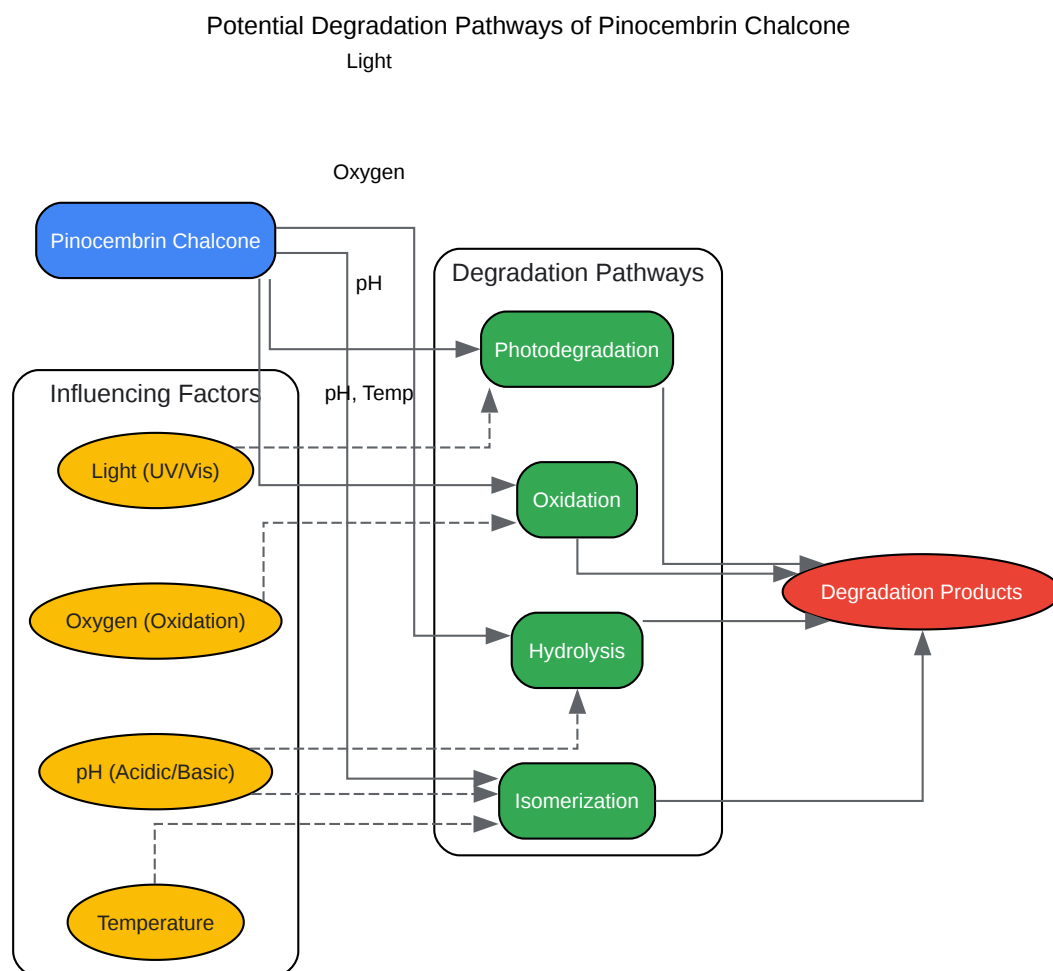 Potential Degradation Pathways of Pinocembrin Chalcone
Light
Oxygen
Pinocembrin Chalcone
pH
pH, Temp
Influencing Factors
Light (UV/Vis)
Oxygen (Oxidation)
pH (Acidic/Basic)
Temperature
Degradation Pathways
Photodegradation
Oxidation
Hydrolysis
Isomerization
Degradation Products